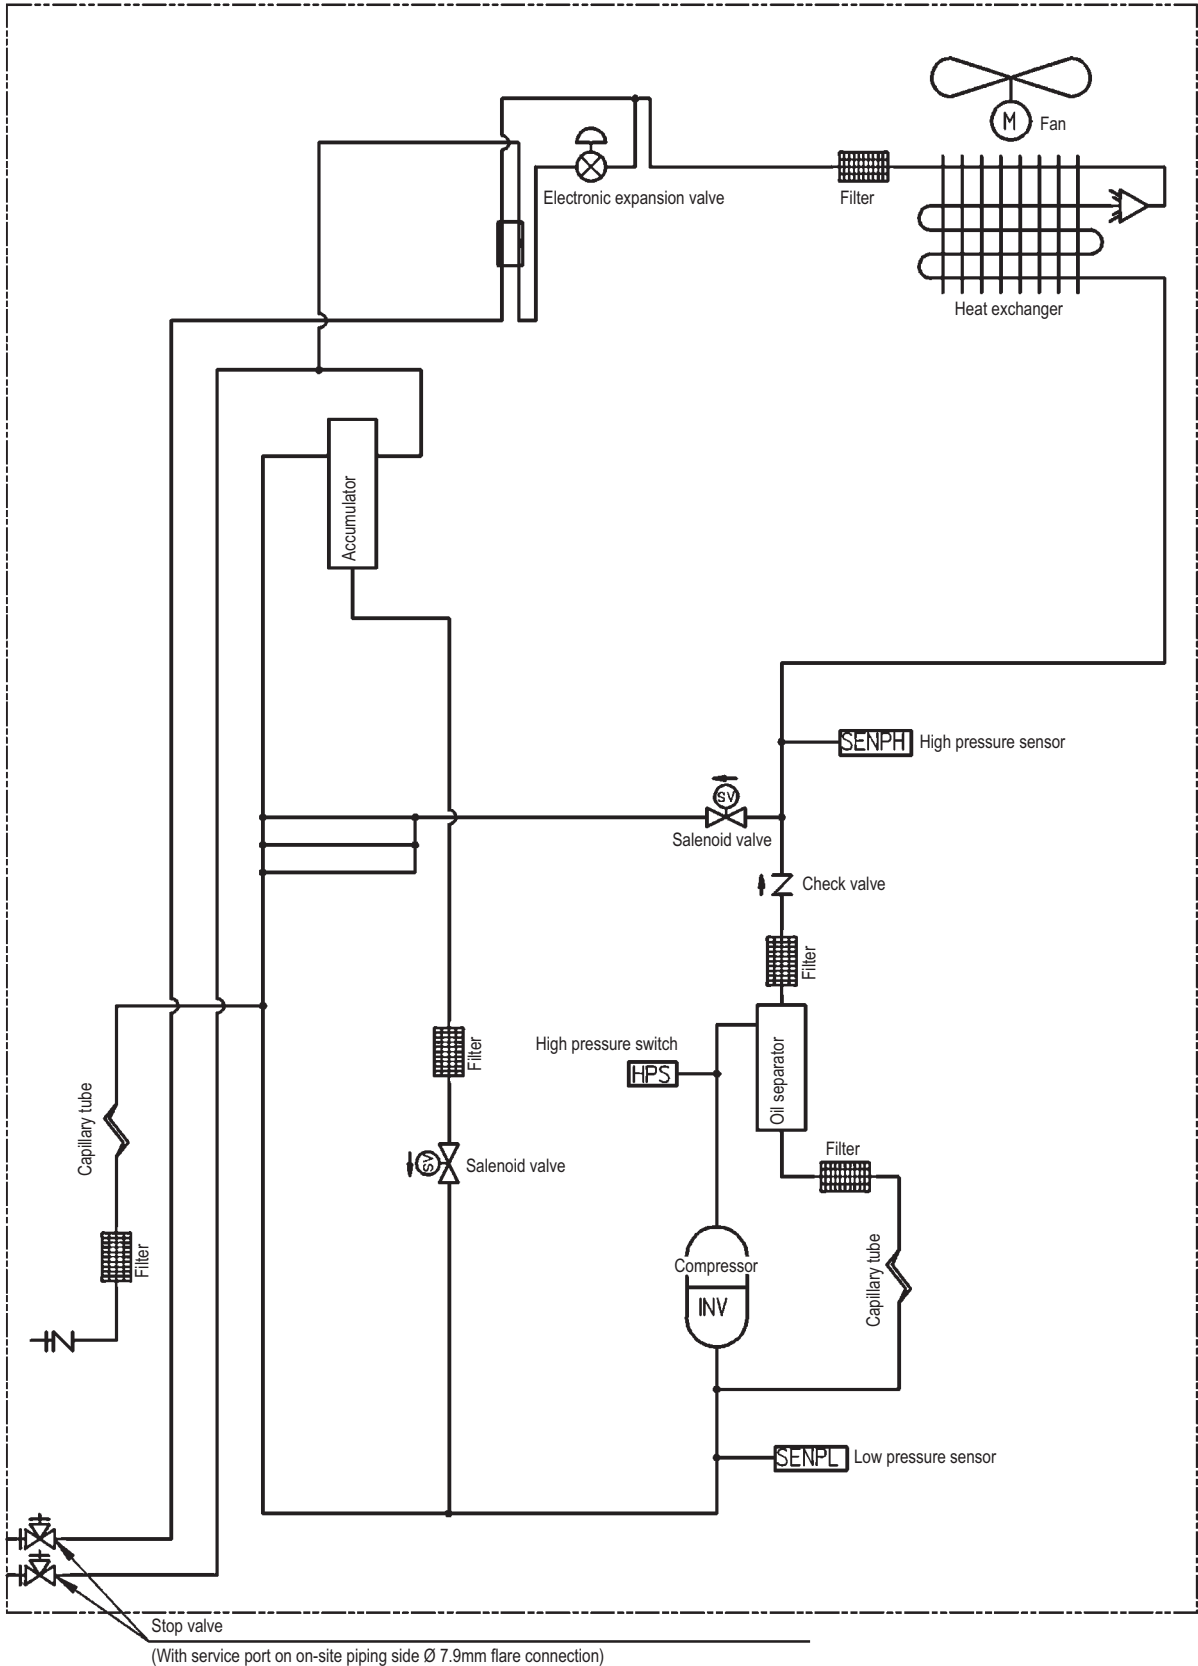 M
Fan
Electronic expansion valve
Filter
Heat exchanger
Accumulator
SENPH
High pressure sensor
SV
Salenoid valve
Check valve
Filter
High pressure switch
HPS
Filter
Oil separator
Capillary tube
Filter
SV
Salenoid valve
Filter
Compressor
INV
Capillary tube
SENPL
Low pressure sensor
Stop valve
(With service port on on-site piping side Ø 7.9mm flare connection)